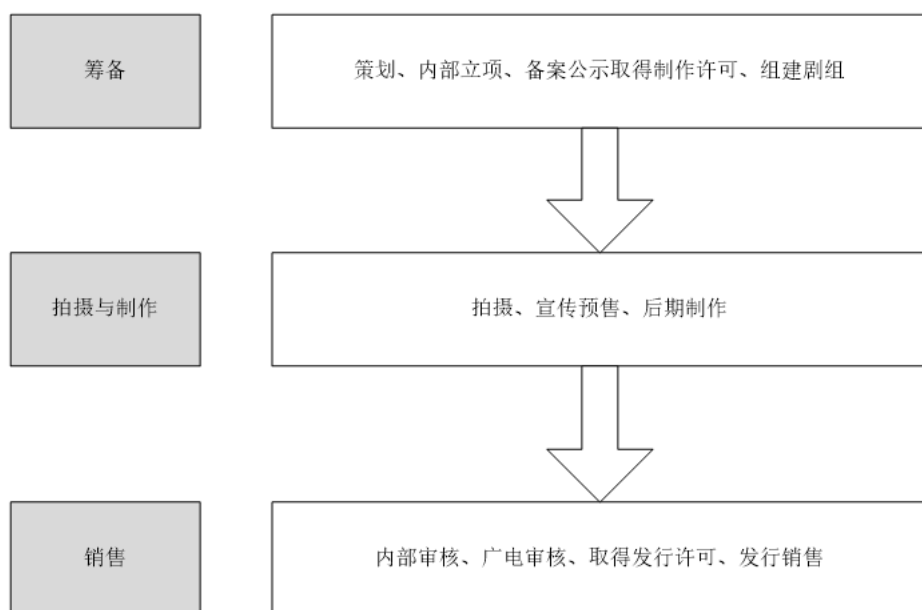 筹备
策划、内部立项、备案公示取得制作许可、组建剧组
拍摄与制作
拍摄、宣传预售、后期制作
销售
内部审核、广电审核、取得发行许可、发行销售